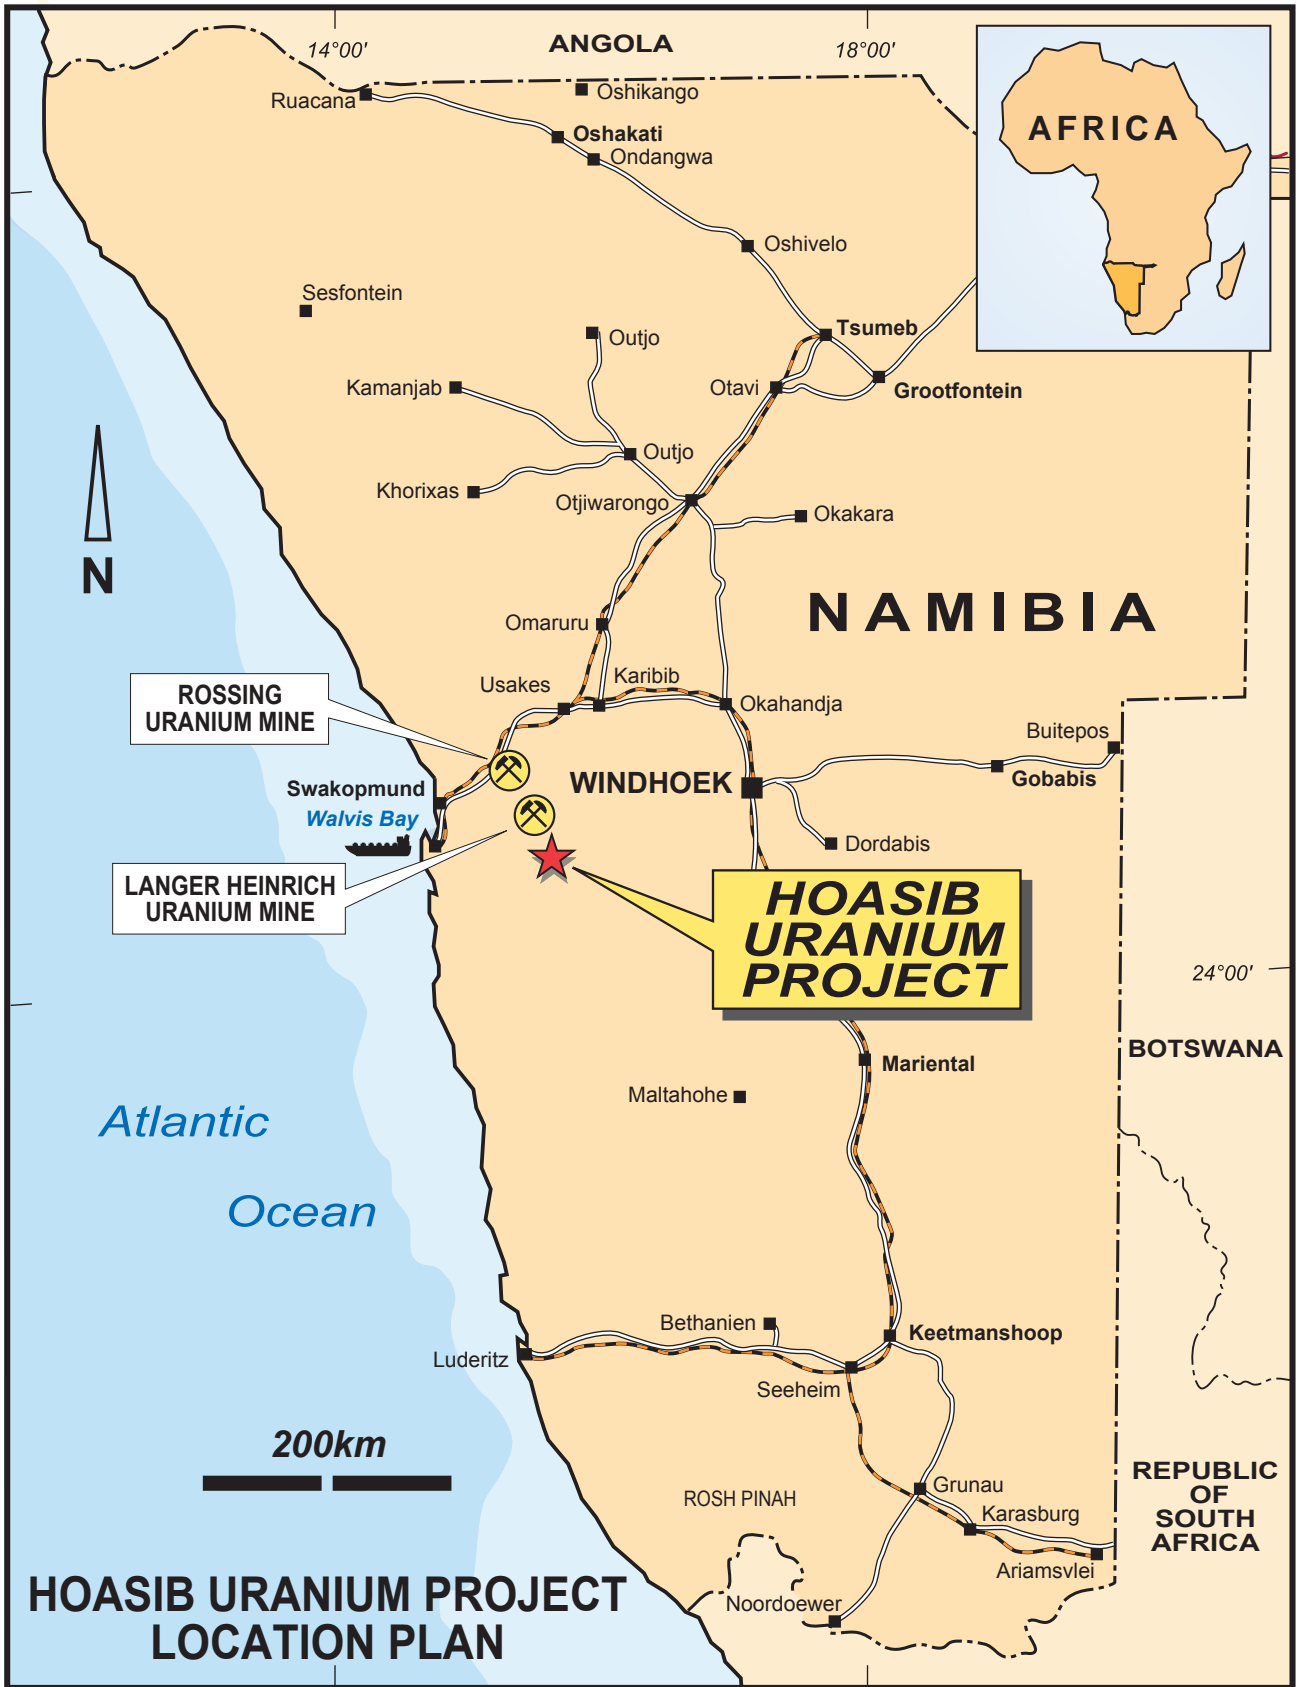 14°00'
ANGOLA
18°00'
AFRICA
Ruacana
Oshikango
Oshakati
Ondangwa
Oshivelo
Sesfontein
Tsumeb
Outjo
Kamanjab
Otavi
Grootfontein
Outjo
Khorixas
Otjiwarongo
Okakara
N
NAMIBIA
Omaruru
Usakes
Karibib
ROSSING
URANIUM MINE
Okahandja
Buitepos
Gobabis
WINDHOEK
Swakopmund
Walvis Bay
Dordabis
LANGER HEINRICH
URANIUM MINE
HOASIB
URANIUM
PROJECT
24°00'
BOTSWANA
Mariental
Maltahohe
Atlantic
Ocean
Bethanien
Keetmanshoop
Luderitz
Seeheim
200km
REPUBLIC
OF
SOUTH
AFRICA
Grunau
ROSH PINAH
Karasburg
Ariamsvlei
Noordoewer
HOASIB URANIUM PROJECT
LOCATION PLAN